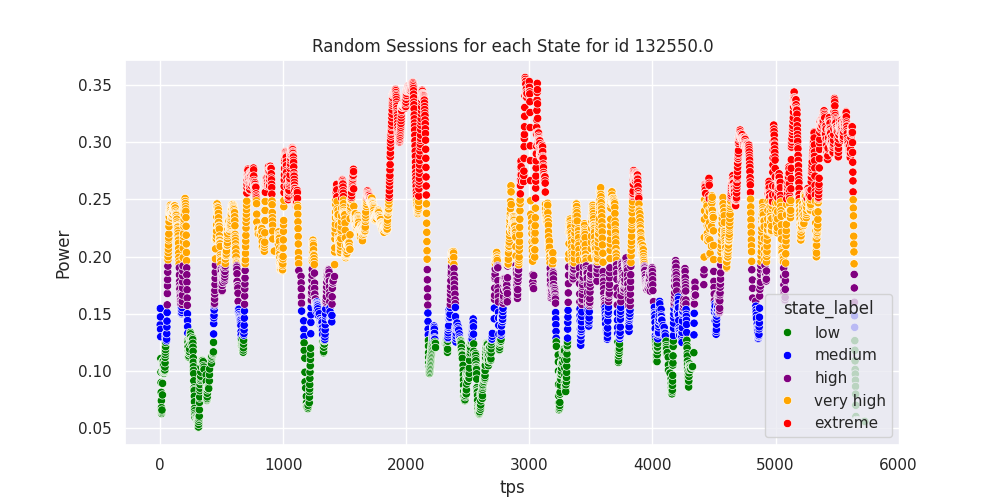 Random Sessions for each State for id 132550.0
Power
0.35
0.30
0.25
0.20
0.15
0.10
0.05
0
1000
2000
3000
4000
5000
6000
tps
state_label
low
medium
high
very high
extreme